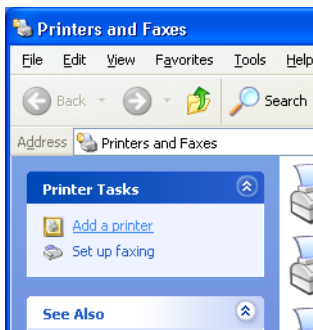 Printers and Faxes
File Edit View Favorites Tools Help
Back Search
Address Printers and Faxes
Printer Tasks
Add a printer
Set up faxing
See Also